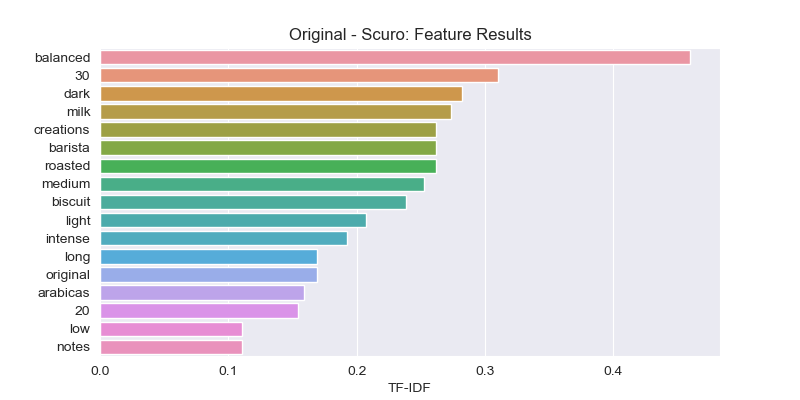 Original - Scuro: Feature Results
balanced
30
dark
milk
creations
barista
roasted
medium
biscuit
light
intense
long
original
arabicas
20
low
notes
0.0 0.1 0.2 0.3 0.4
TF-IDF